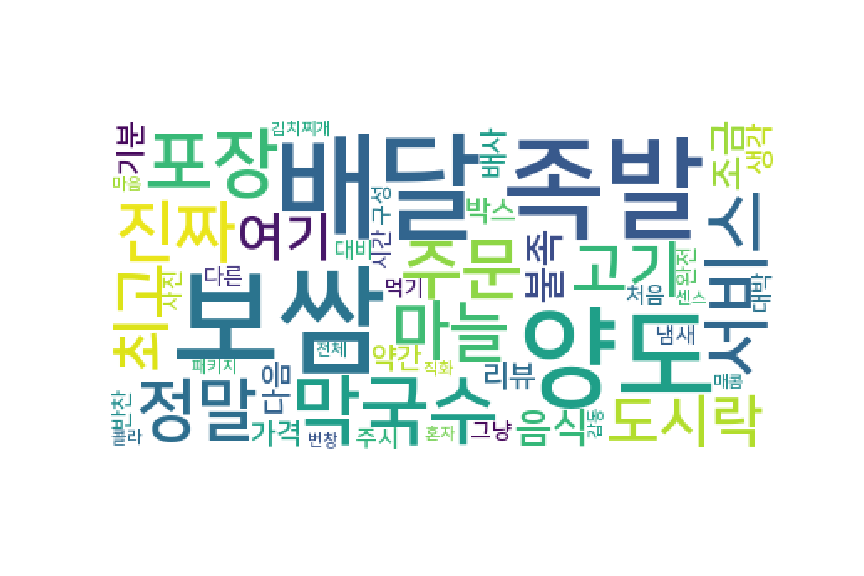 김치찌개
기분
포장
배달
배사
족발
조금
생각
맛
진짜
여기
구성
박스
대비
시간
주문
불족
고기
완전
서비스
최고
사진
다른
보쌈
먹기
마늘
양도
처음
센스
대박
냄새
전체
약간
직화
패키지
리뷰
매콤
반찬
정말
다음
막국수
가격
번창
주시
혼자
그냥
음식
감동
도시락